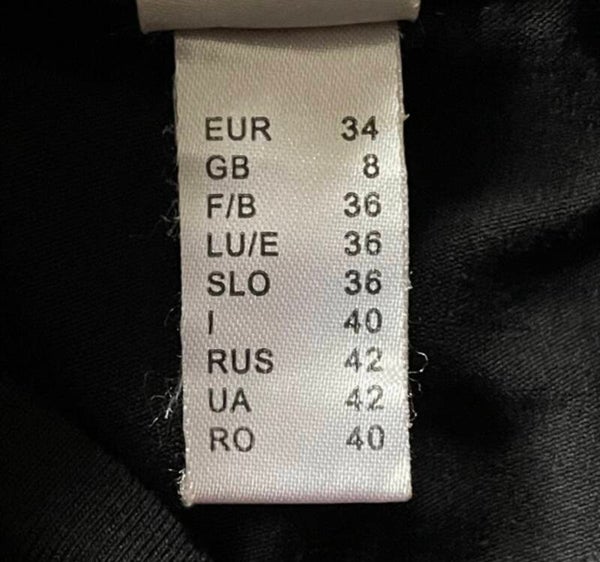 EUR 34
GB 8
F/B 36
LU/E 36
SLO 36
I 40
RUS 42
UA 42
RO 40